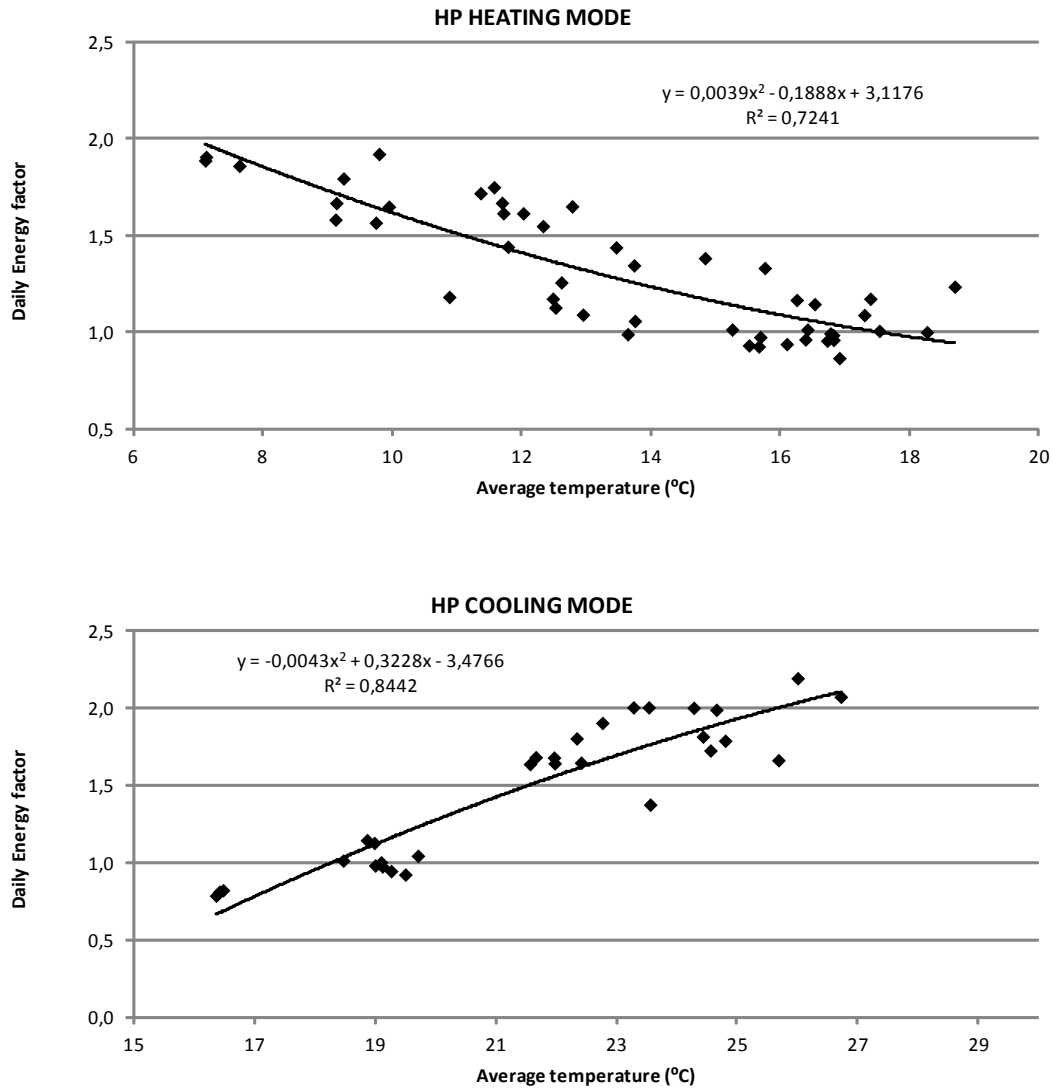 HP HEATING MODE
2,5
y = 0,0039x² - 0,1888x + 3,1176
R² = 0,7241
2,0
Daily Energy factor
1,5
1,0
0,5
6 8 10 12 14 16 18 20
Average temperature (ºC)
HP COOLING MODE
2,5
y = -0,0043x² + 0,3228x - 3,4766
R² = 0,8442
2,0
Daily Energy factor
1,5
1,0
0,5
0,0
15 17 19 21 23 25 27 29
Average temperature (ºC)